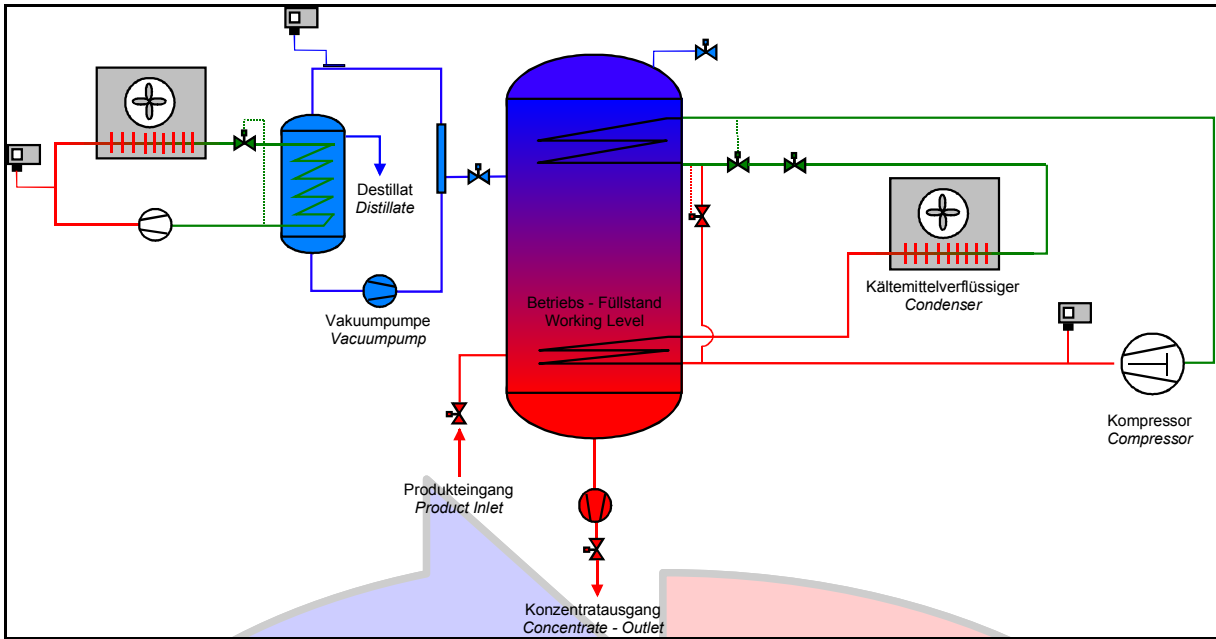 Destillat
Distillate
Vakuumpumpe
Vacuumpump
Betriebs - Füllstand
Working Level
Kältemittelverflüssiger
Condenser
Kompressor
Compressor
Produkteingang
Product Inlet
Konzentratausgang
Concentrate - Outlet